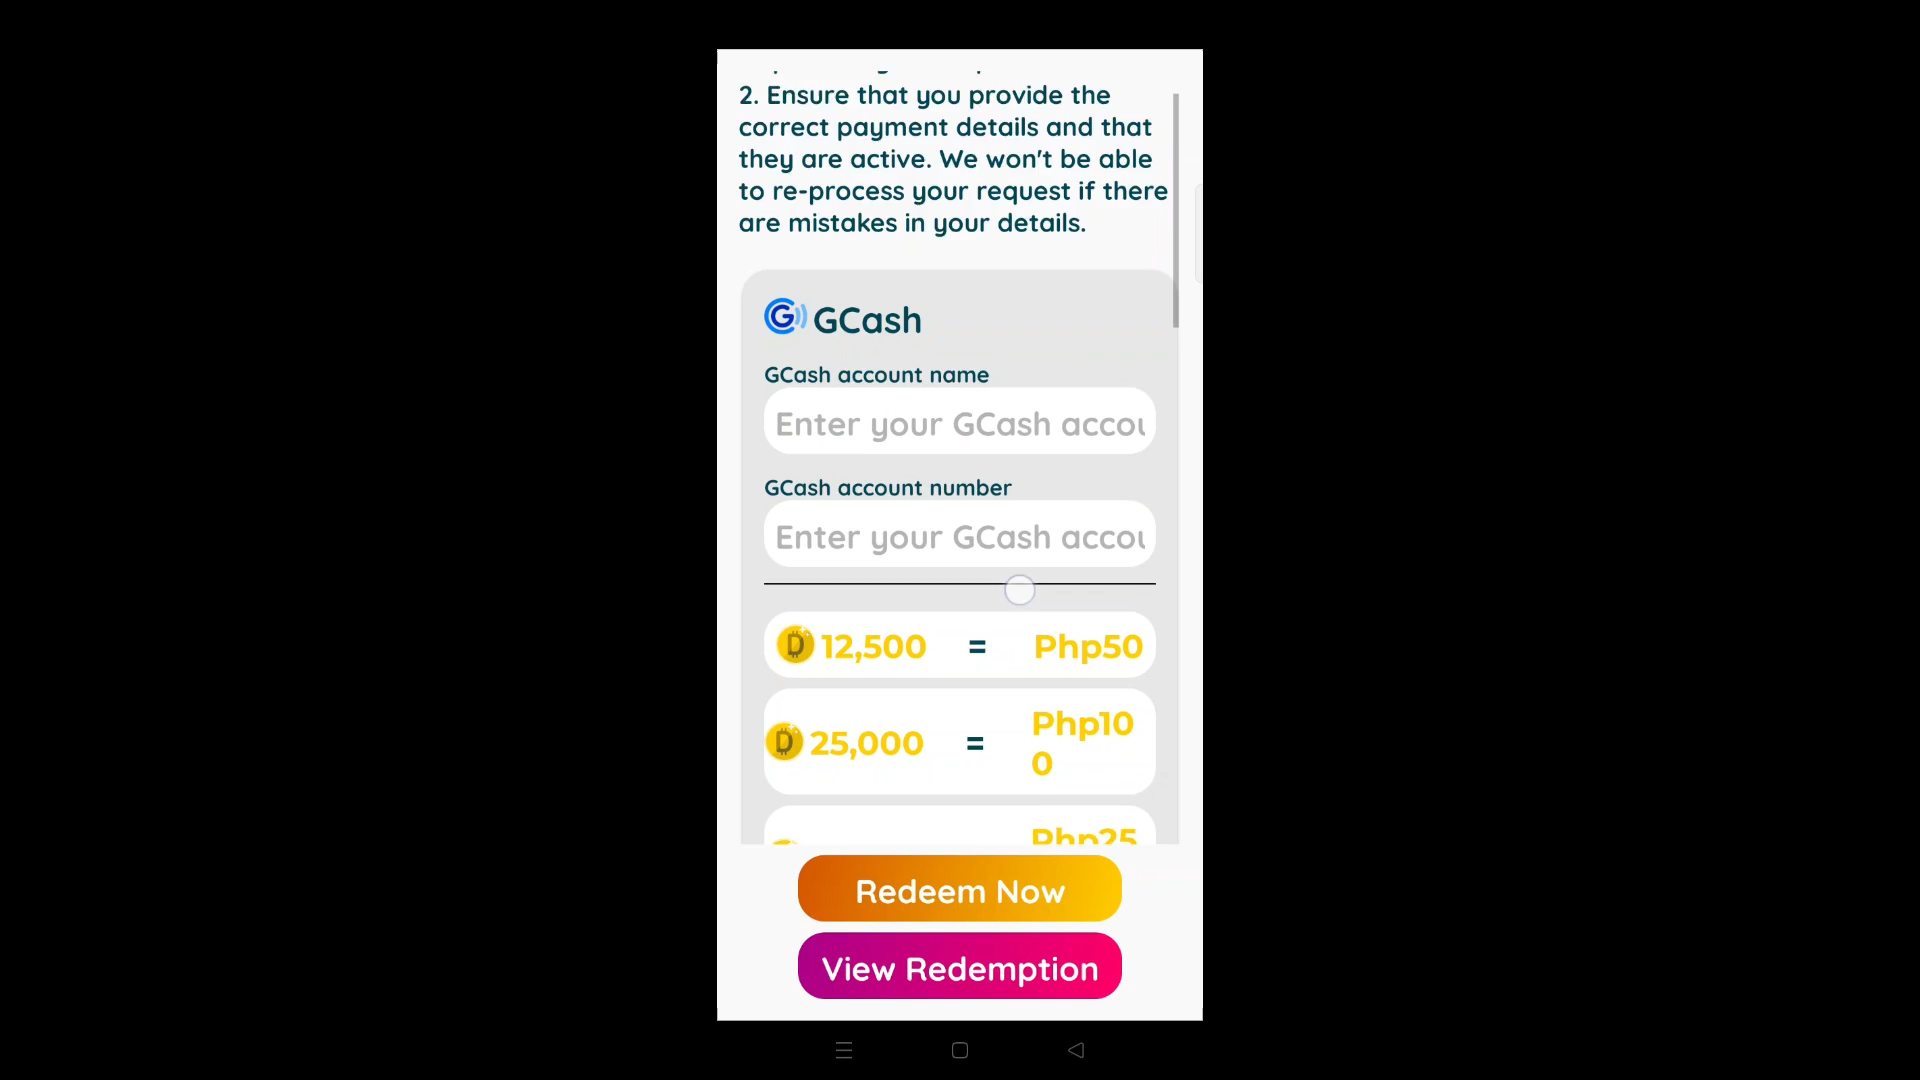 2. Ensure that you provide the
correct payment details and that
they are active. We won't be able
to re-process your request if there
are mistakes in your details.
GCash
GCash account name
Enter your GCash accou
GCash account number
Enter your GCash accou
12,500 = Php50
25,000 = Php10
0
Php25
Redeem Now
View Redemption